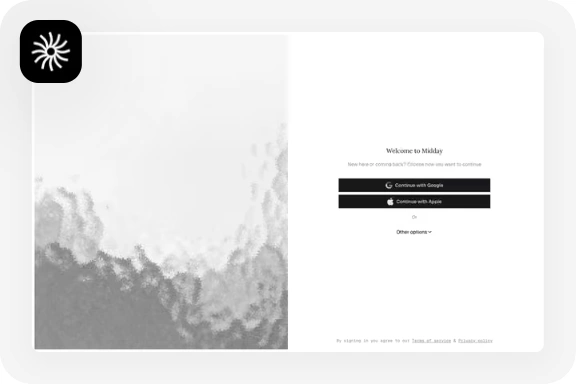 Welcome to Midday
New here or coming back? Choose how you want to continue
Continue with Google
Continue with Apple
Or
Other options
By signing in you agree to our Terms of service & Privacy policy